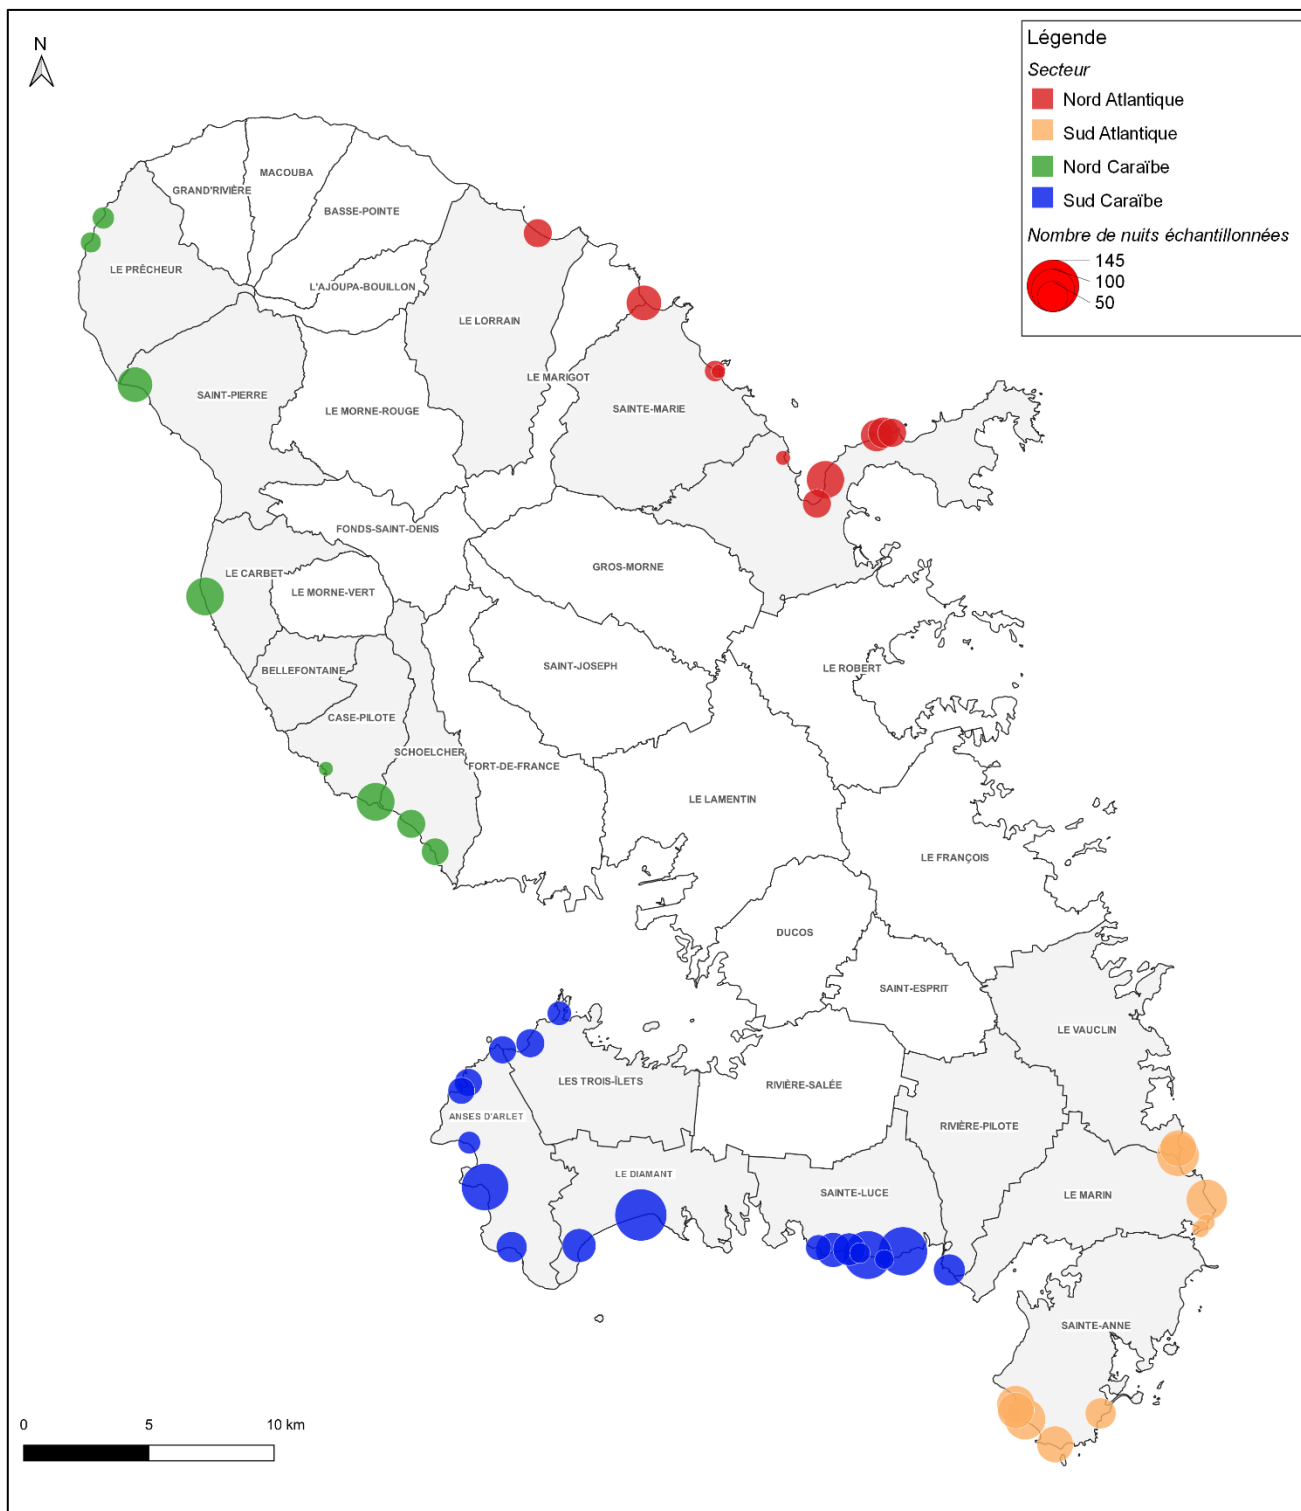 Légende
Secteur
Nord Atlantique
Sud Atlantique
Nord Caraïbe
Sud Caraïbe
Nombre de nuits échantillonnées
145
100
50
N
MACOUBA
GRAND'RIVIÈRE
BASSE-POINTE
LE PRÊCHEUR
L'AJOUPA-BOUILLON
LE LORRAIN
LE MARIGOT
SAINT-PIERRE
LE MORNE-ROUGE
SAINTE-MARIE
FONDS-SAINT-DENIS
LE CARBET
LE MORNE-VERT
GROS-MORNE
BELLEFONTAINE
SAINT-JOSEPH
LE ROBERT
CASE-PILOTE
SCHOELCHER
FORT-DE-FRANCE
LE LAMENTIN
LE FRANÇOIS
DUCOS
SAINT-ESPRIT
LE VAUCLIN
LES TROIS-ÎLETS
RIVIÈRE-SALÉE
ANSES D'ARLET
RIVIÈRE-PILOTE
LE DIAMANT
SAINTE-LUCE
LE MARIN
SAINTE-ANNE
0 5 10 km